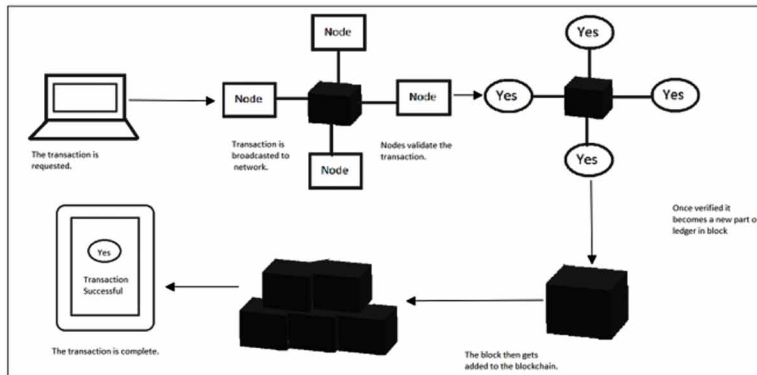 Node
Yes
Node
Node
Yes
Yes
Transaction is
broadcasted to
network.
Nodes validate the
transaction.
The transaction is
requested.
Node
Yes
Once verified it
becomes a new part o
ledger in block
Yes
Transaction
Successful
The transaction is complete.
The block then gets
added to the blockchain.